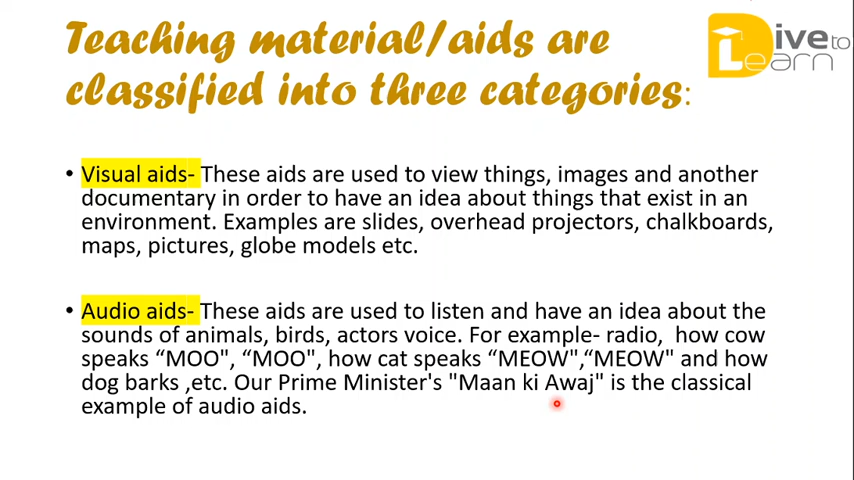 Teaching material/aids are
classified into three categories:
Dive to
Learn
• Visual aids- These aids are used to view things, images and another
documentary in order to have an idea about things that exist in an
environment. Examples are slides, overhead projectors, chalkboards,
maps, pictures, globe models etc.
• Audio aids- These aids are used to listen and have an idea about the
sounds of animals, birds, actors voice. For example- radio,  how cow
speaks “MOO", “MOO", how cat speaks “MEOW",“MEOW” and how
dog barks ,etc. Our Prime Minister's "Maan ki Awaj" is the classical
example of audio aids.